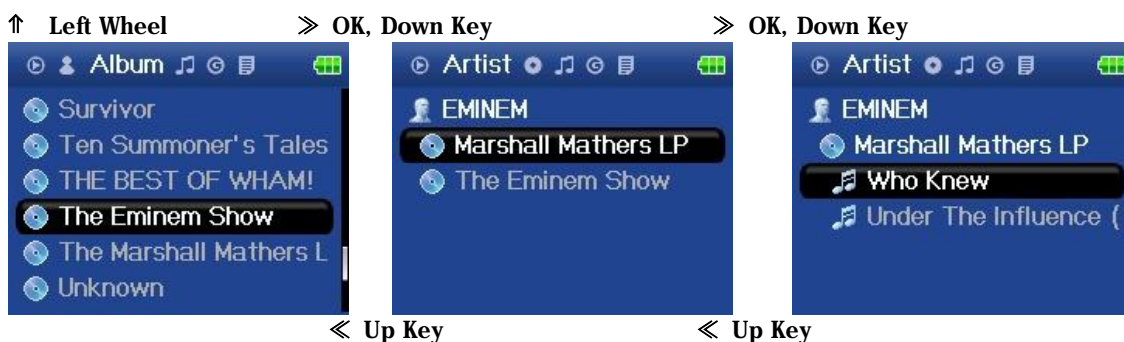 ⇑ Left Wheel ≫ OK, Down Key ≫ OK, Down Key
Album
Survivor
Ten Summoner's Tales
THE BEST OF WHAM!
The Eminem Show
The Marshall Mathers L
Unknown
Artist
EMINEM
Marshall Mathers LP
The Eminem Show
Artist
EMINEM
Marshall Mathers LP
Who Knew
Under The Influence (
≪ Up Key ≪ Up Key